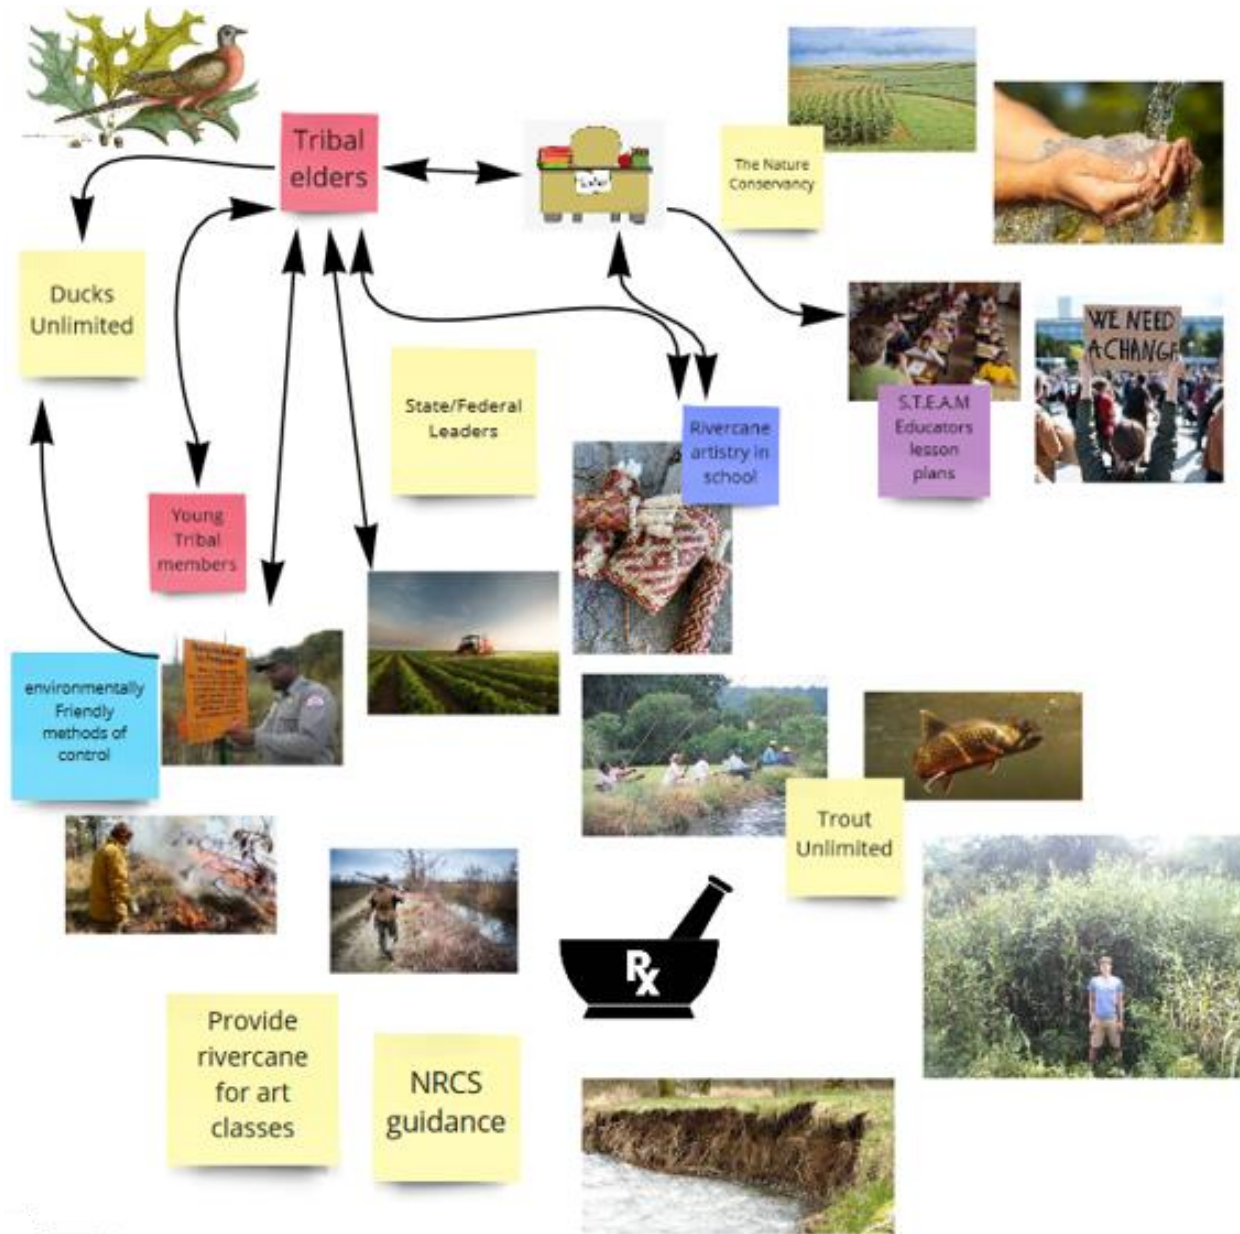 Tribal
elders
The Nature
Conservancy
Ducks
Unlimited
State/Federal
Leaders
WE NEED
A CHANGE
S.T.E.A.M
Educators
lesson
plans
Rivercane
artistry in
school
Young
Tribal
members
environmentally
Friendly
methods of
control
Trout
Unlimited
Rx
Provide
rivercane
for art
classes
NRCS
guidance